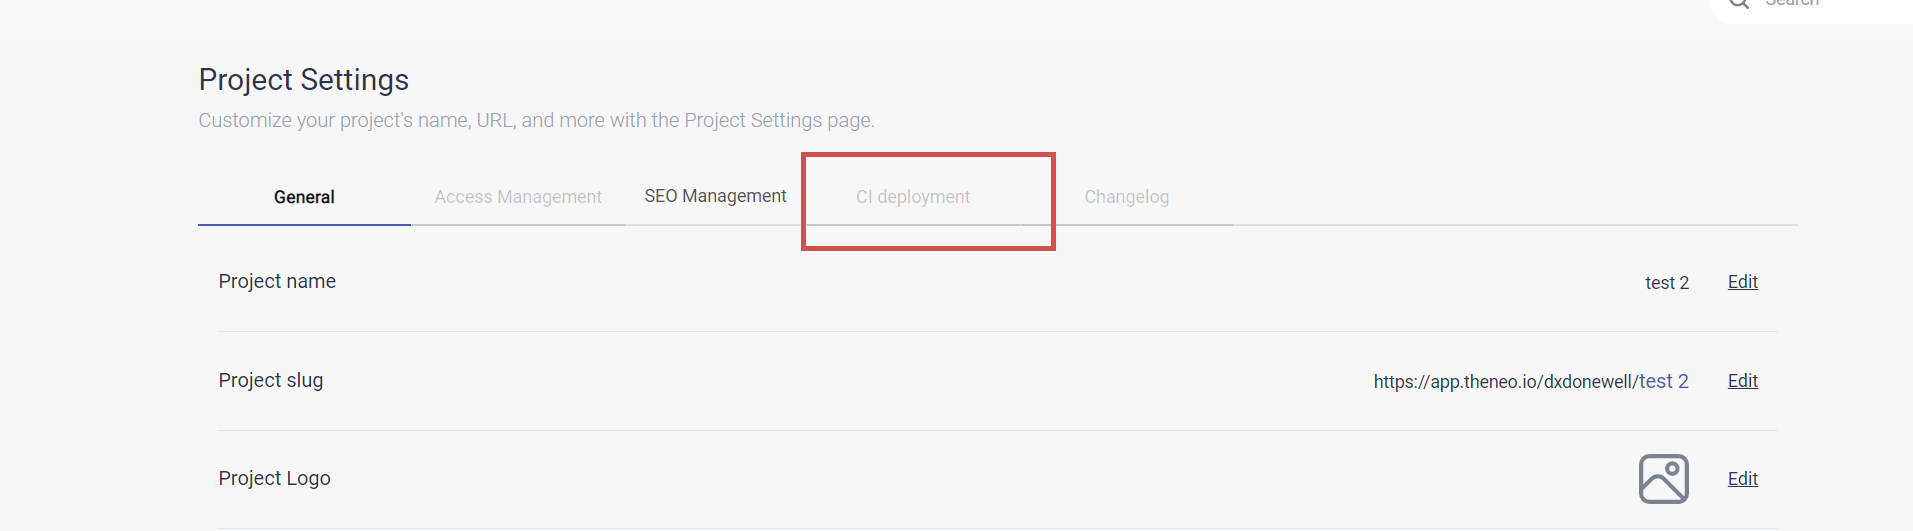 Search
Project Settings
Customize your project's name, URL, and more with the Project Settings page.
General Access Management SEO Management CI deployment Changelog
Project name test 2 Edit
Project slug https://app.theneo.io/dxdonewell/test 2 Edit
Project Logo Edit